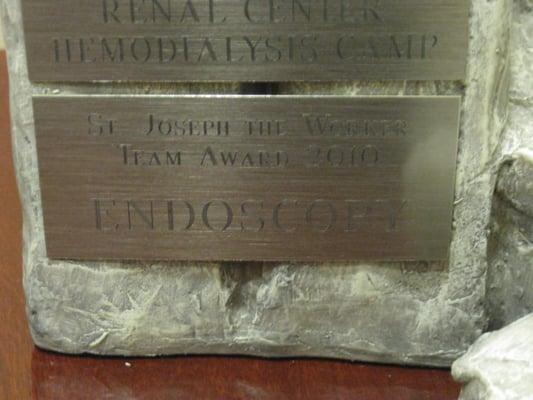 RENAL CENTER
HEMODIALYSIS CAMP
ST. JOSEPH THE WORKER
TEAM AWARD 2010
ENDOSCOPY